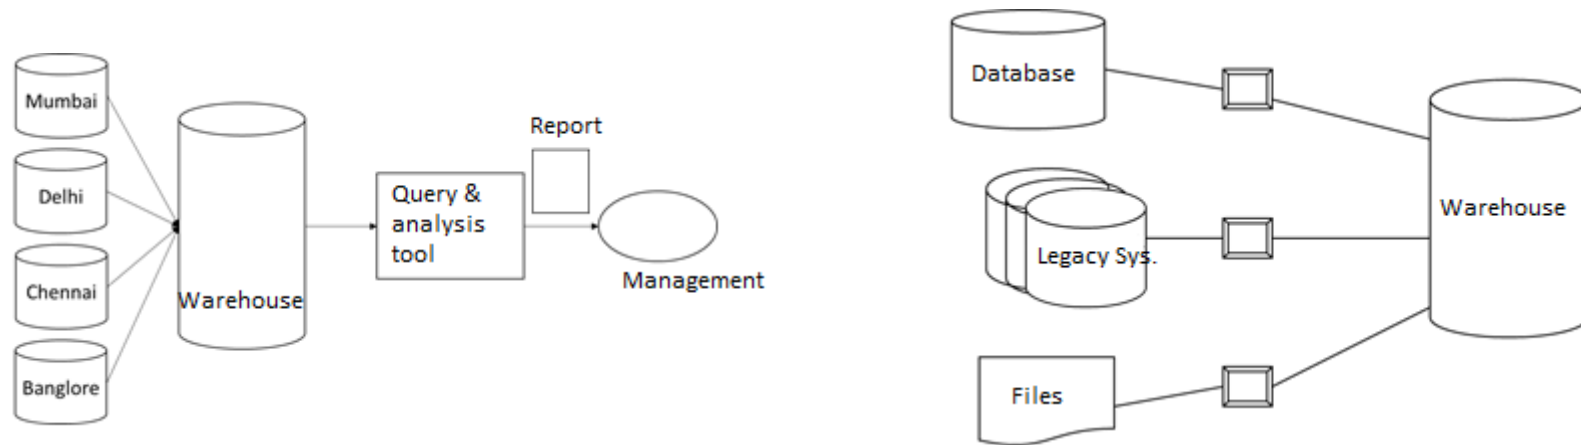 Mumbai
Delhi
Chennai
Banglore
Warehouse
Query &
analysis
tool
Report
Management
Database
Legacy Sys.
Files
Warehouse